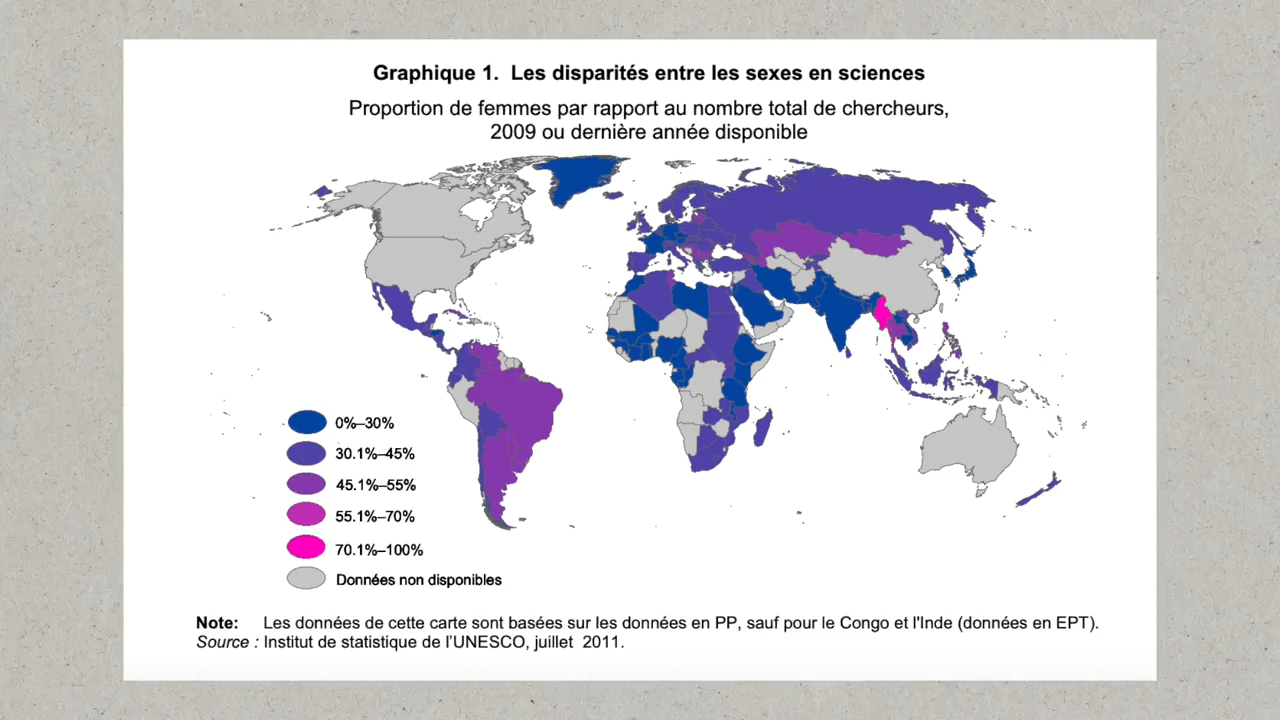 Graphique 1. Les disparités entre les sexes en sciences
Proportion de femmes par rapport au nombre total de chercheurs,
2009 ou dernière année disponible
0%–30%
30.1%–45%
45.1%–55%
55.1%–70%
70.1%–100%
Données non disponibles
Note: Les données de cette carte sont basées sur les données en PP, sauf pour le Congo et l'Inde (données en EPT).
Source : Institut de statistique de l'UNESCO, juillet 2011.